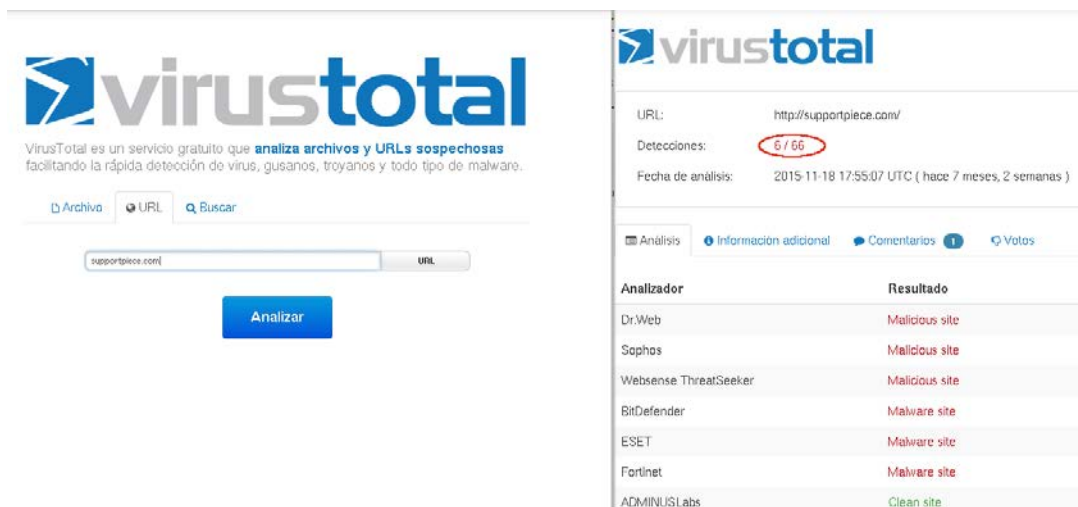 virustotal
VirusTotal es un servicio gratuito que analiza archivos y URLs sospechosas
facilitando la rápida detección de virus, gusanos, troyanos y todo tipo de malware.
Archivo URL Buscar
supportpiece.com URL
Analizar
virustotal
URL: http://supportpiece.com/
Detecciones: 6 / 66
Fecha de análisis: 2015-11-18 17:55:07 UTC ( hace 7 meses, 2 semanas )
Análisis Información adicional Comentarios 1 Votos
Analizador Resultado
Dr.Web Malicious site
Sophos Malicious site
Websense ThreatSeeker Malicious site
BitDefender Malware site
ESET Malware site
Fortinet Malware site
ADMINUSLabs Clean site